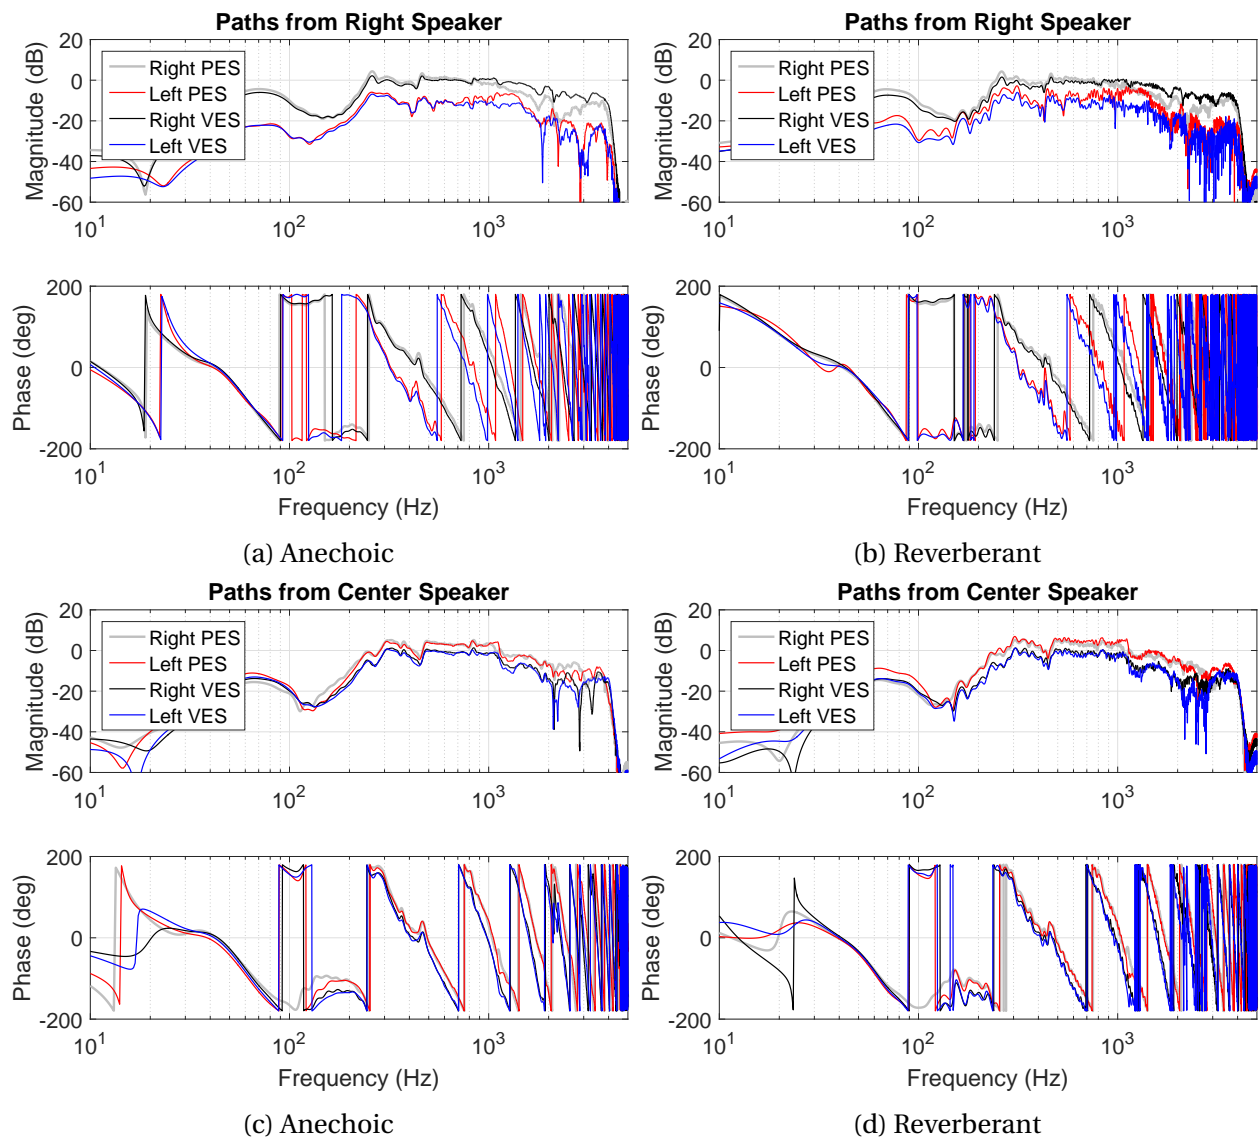 Paths from Right Speaker
Magnitude (dB)
20
0
-20
-40
-60
Right PES
Left PES
Right VES
Left VES
10^1
10^2
10^3
Phase (deg)
200
0
-200
10^1
10^2
10^3
Frequency (Hz)
(a) Anechoic
Paths from Right Speaker
Magnitude (dB)
20
0
-20
-40
-60
Right PES
Left PES
Right VES
Left VES
10^1
10^2
10^3
Phase (deg)
200
0
-200
10^1
10^2
10^3
Frequency (Hz)
(b) Reverberant
Paths from Center Speaker
Magnitude (dB)
20
0
-20
-40
-60
Right PES
Left PES
Right VES
Left VES
10^1
10^2
10^3
Phase (deg)
200
0
-200
10^1
10^2
10^3
Frequency (Hz)
(c) Anechoic
Paths from Center Speaker
Magnitude (dB)
20
0
-20
-40
-60
Right PES
Left PES
Right VES
Left VES
10^1
10^2
10^3
Phase (deg)
200
0
-200
10^1
10^2
10^3
Frequency (Hz)
(d) Reverberant